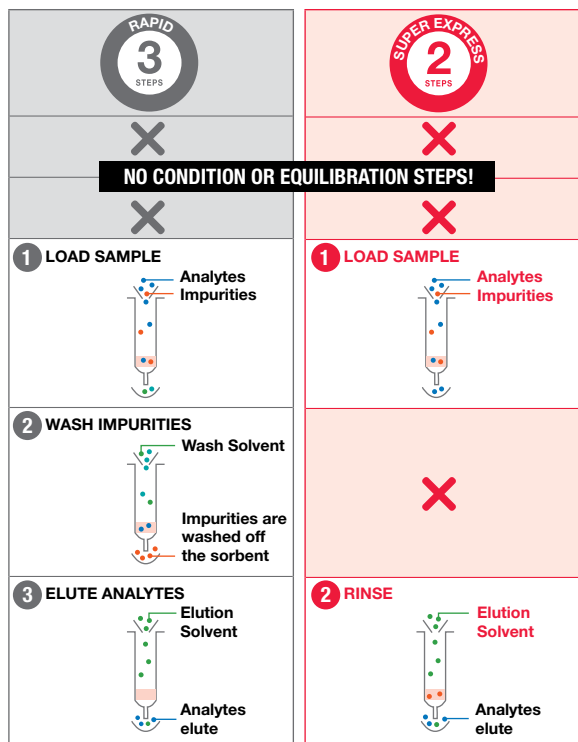 RAPID
3
STEPS
SUPER EXPRESS
2
STEPS
NO CONDITION OR EQUILIBRATION STEPS!
1 LOAD SAMPLE
Analytes
Impurities
1 LOAD SAMPLE
Analytes
Impurities
2 WASH IMPURITIES
Wash Solvent
Impurities are
washed off
the sorbent
3 ELUTE ANALYTES
Elution
Solvent
Analytes
elute
2 RINSE
Elution
Solvent
Analytes
elute